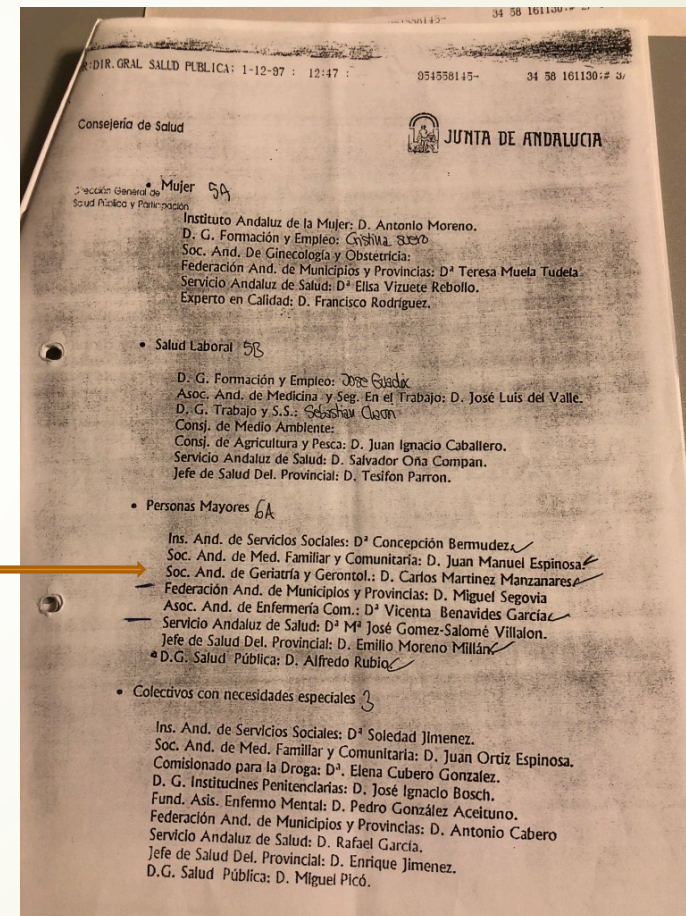 34 58 161130:#
R:DIR.GRAL SALUD PUBLICA: 1-12-97 : 12:47 : 954558145- 34 58 161130:# 3/
Consejería de Salud
JUNTA DE ANDALUCIA
Dirección General de
Salud Pública y Participación
• Mujer 5A
Instituto Andaluz de la Mujer: D. Antonio Moreno.
D. G. Formación y Empleo: Cristina
Soc. And. De Ginecología y Obstetricia:
Federación And. de Municipios y Provincias: Dª Teresa Muela Tudela
Servicio Andaluz de Salud: Dª Elisa Vizuete Rebollo.
Experto en Calidad: D. Francisco Rodríguez.
• Salud Laboral 5B
D. G. Formación y Empleo: Jose Guadix
Asoc. And. de Medicina y Seg. En el Trabajo: D. José Luis del Valle.
D. G. Trabajo y S.S.: Sebastian
Consj. de Medio Ambiente:
Consj. de Agricultura y Pesca: D. Juan Ignacio Caballero.
Servicio Andaluz de Salud: D. Salvador Oña Compan.
Jefe de Salud Del. Provincial: D. Tesifon Parron.
• Personas Mayores 6A
Ins. And. de Servicios Sociales: Dª Concepción Bermudez.
Soc. And. de Med. Familiar y Comunitaria: D. Juan Manuel Espinosa
Soc. And. de Geriatría y Gerontol.: D. Carlos Martinez Manzanares
Federación And. de Municipios y Provincias: D. Miguel Segovia
Asoc. And. de Enfermería Com.: Dª Vicenta Benavides García
Servicio Andaluz de Salud: Dª Mª José Gomez-Salomé Villalon.
Jefe de Salud Del. Provincial: D. Emilio Moreno Millán
D.G. Salud Pública: D. Alfredo Rubio
• Colectivos con necesidades especiales 3
Ins. And. de Servicios Sociales: Dª Soledad Jimenez.
Soc. And. de Med. Familiar y Comunitaria: D. Juan Ortiz Espinosa.
Comisionado para la Droga: Dª. Elena Cubero Gonzalez.
D. G. Institucines Penitenciarias: D. José Ignacio Bosch.
Fund. Asis. Enfermo Mental: D. Pedro González Aceituno.
Federación And. de Municipios y Provincias: D. Antonio Cabero
Servicio Andaluz de Salud: D. Rafael García.
Jefe de Salud Del. Provincial: D. Enrique Jimenez.
D.G. Salud Pública: D. Miguel Picó.